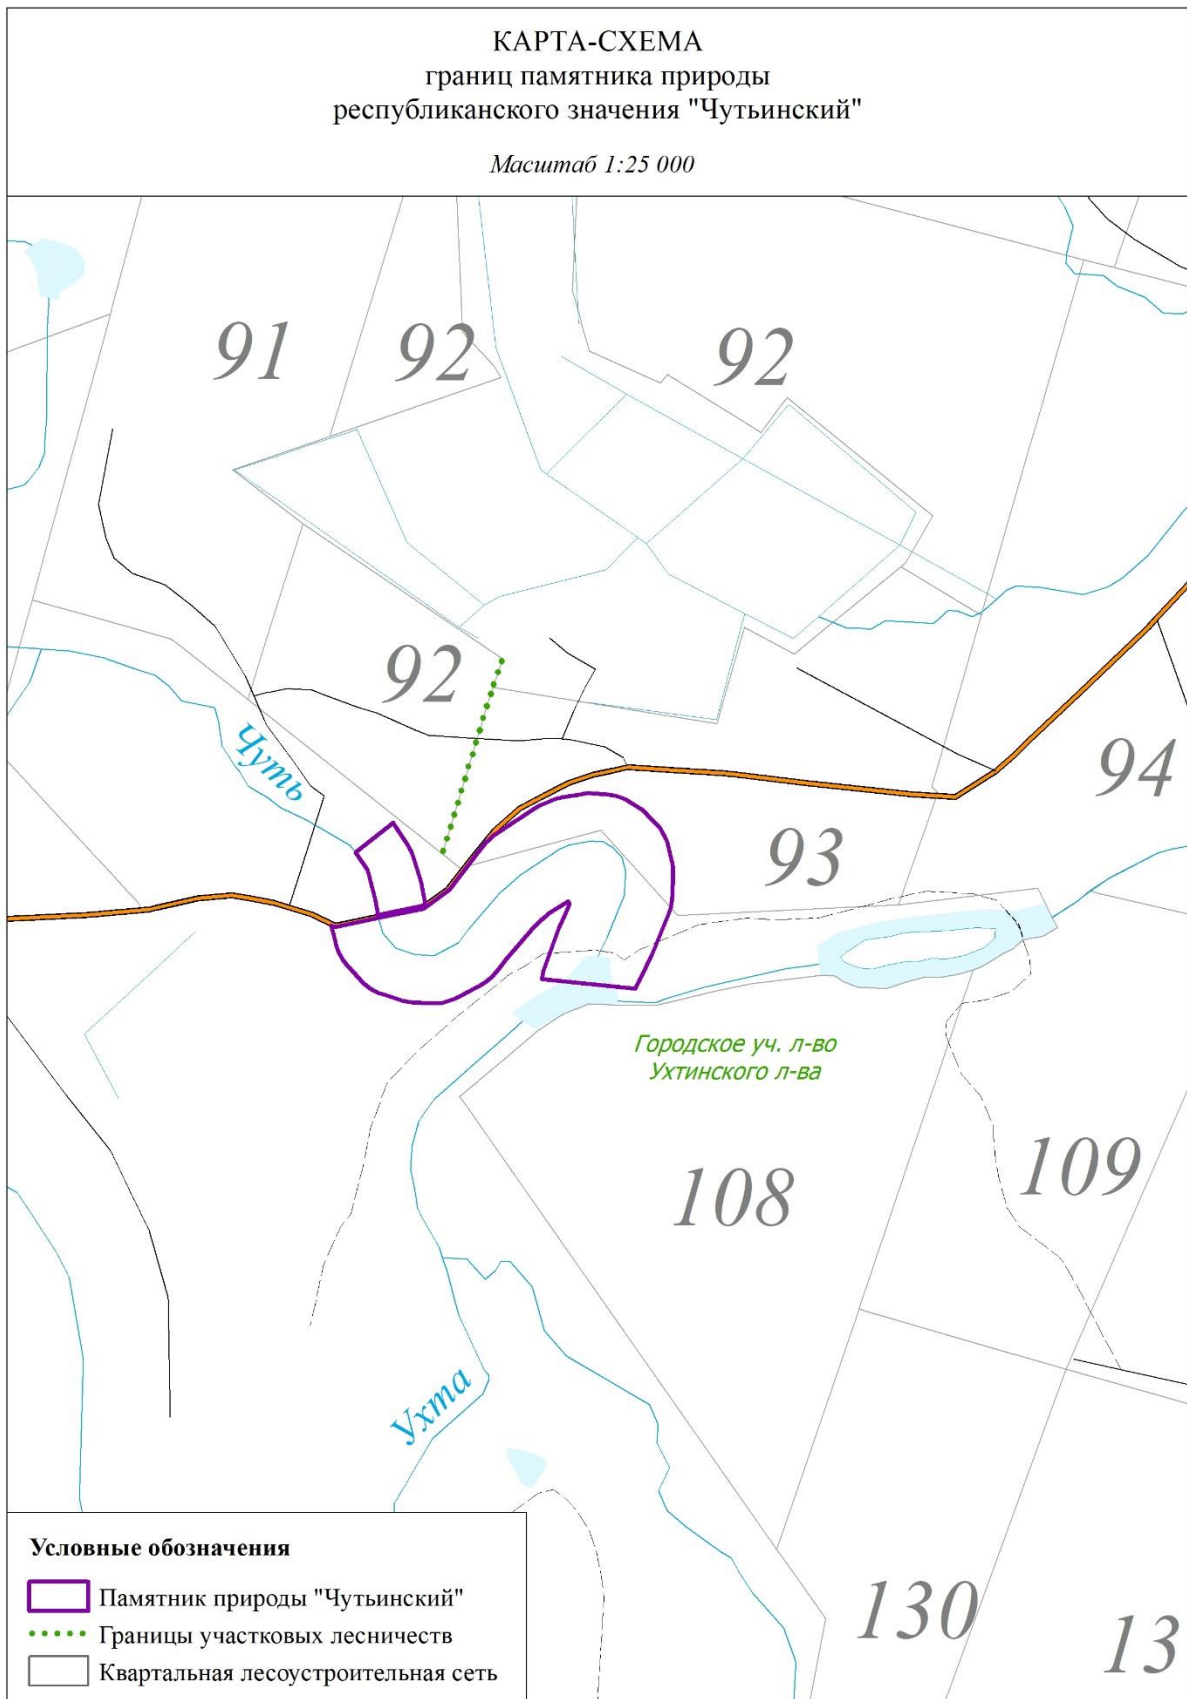 КАРТА-СХЕМА
границ памятника природы
республиканского значения "Чутьинский"
Масштаб 1:25 000
91
92
92
92
Чуть
94
93
Городское уч. л-во
Ухтинского л-ва
108
109
Ухта
130
13
Условные обозначения
Памятник природы "Чутьинский"
Границы участковых лесничеств
Квартальная лесоустроительная сеть